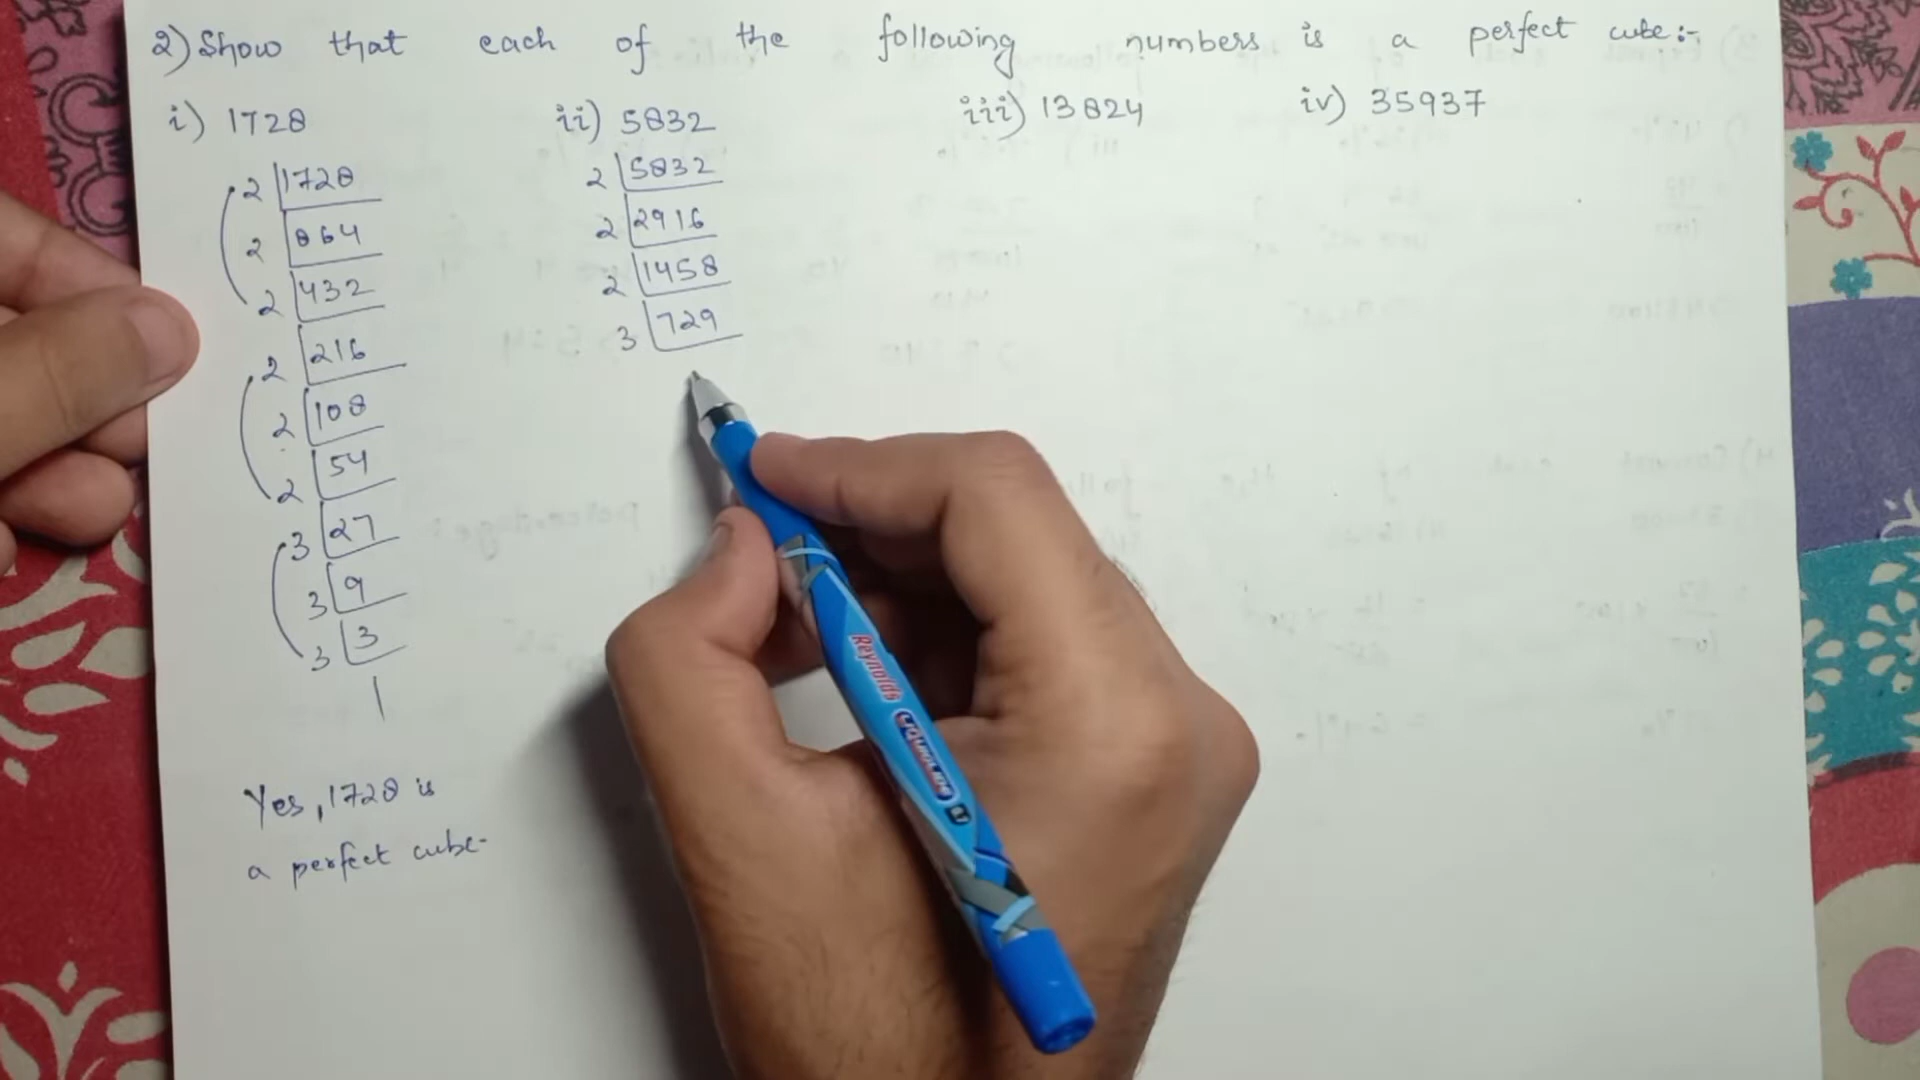 2) Show that each of the following numbers is a perfect cube:-
i) 1728 ii) 5832 iii) 13824 iv) 35937
2 1728
2 864
2 432
2 216
2 108
2 54
3 27
3 9
3 3
1
Yes, 1728 is
a perfect cube-
2 5832
2 2916
2 1458
3 729
Reynolds
LIQUILINE